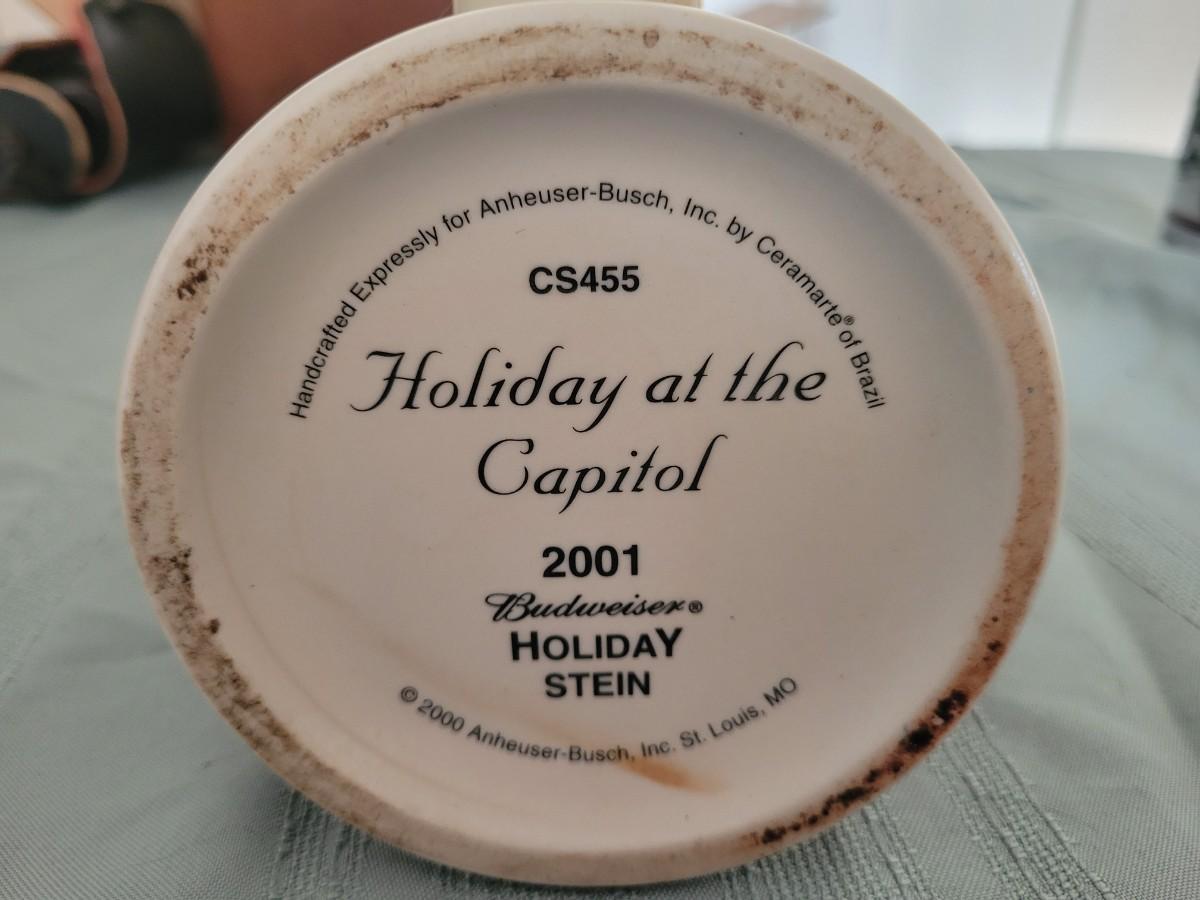 Handcrafted Expressly for Anheuser-Busch, Inc. by Ceramarte® of Brazil
CS455
Holiday at the
Capitol
2001
Budweiser®
HOLIDAY
STEIN
© 2000 Anheuser-Busch, Inc. St. Louis, MO